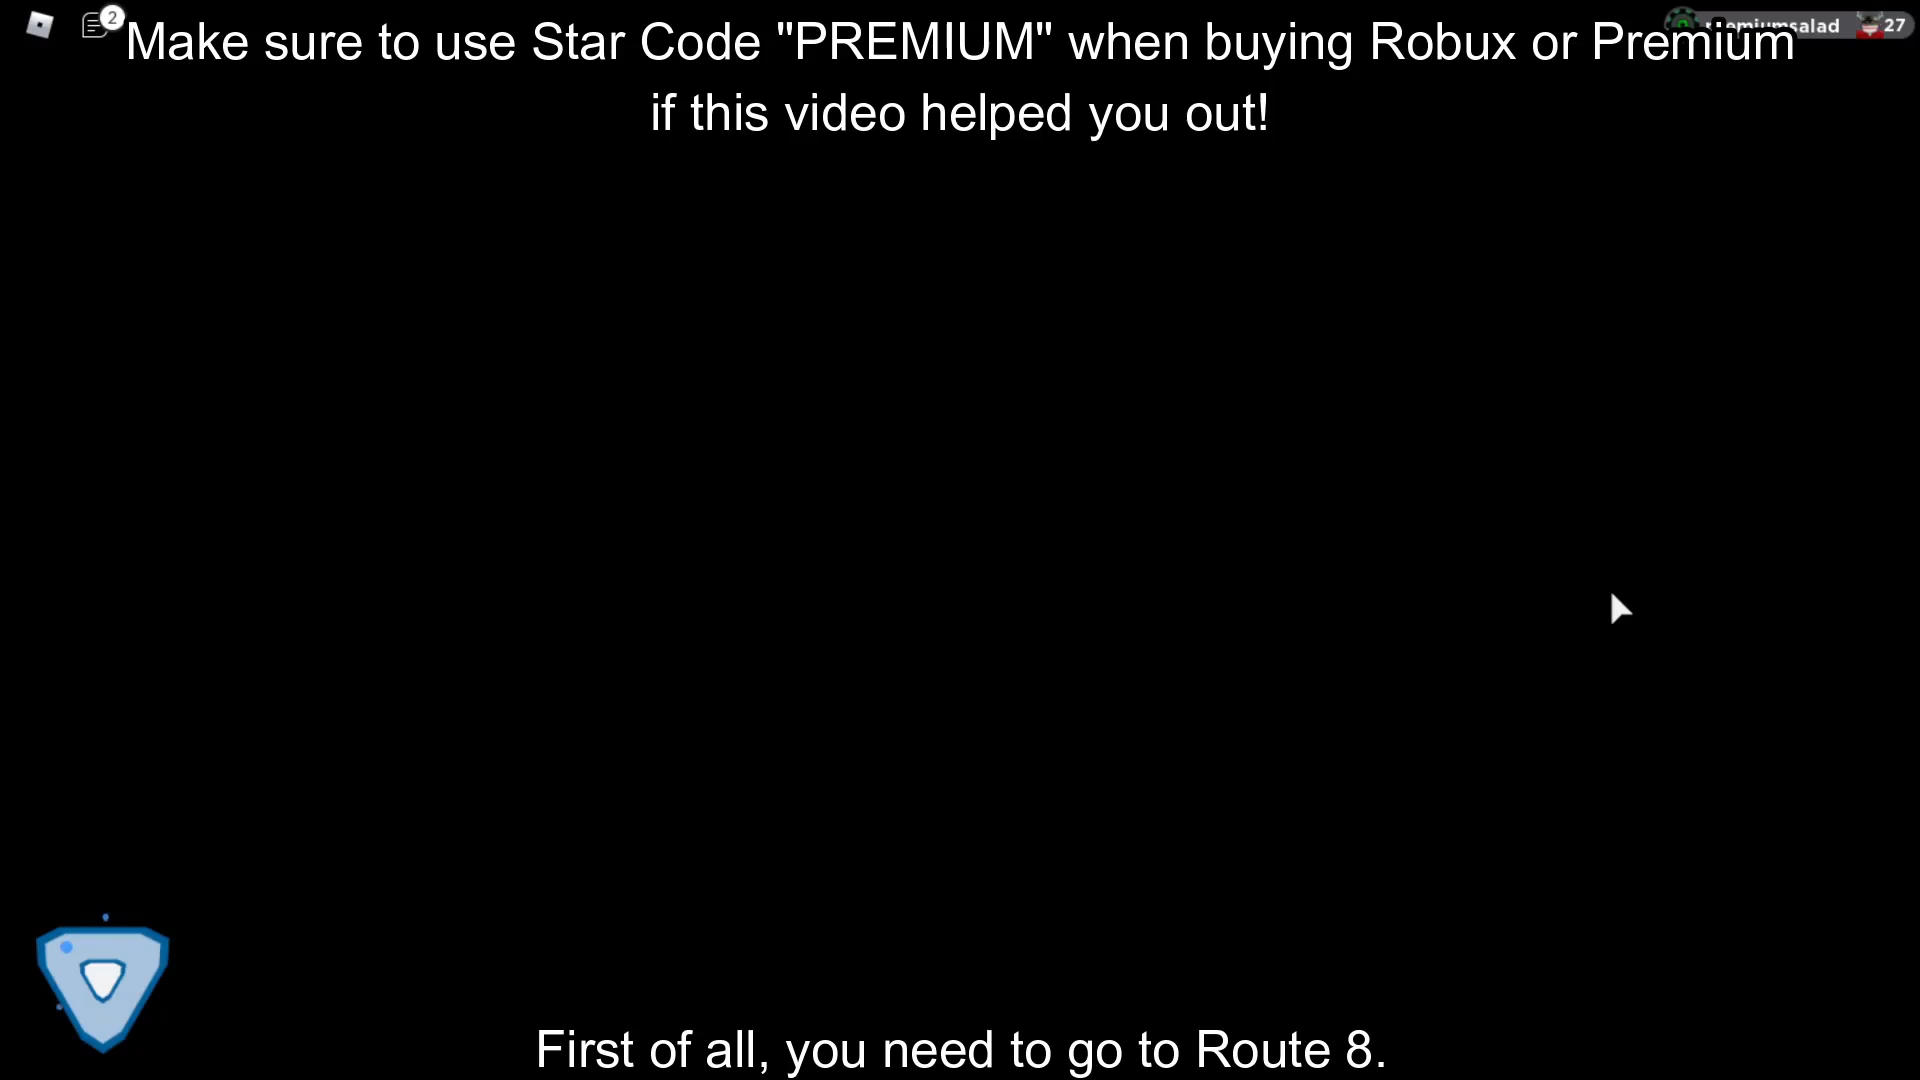 2
Make sure to use Star Code "PREMIUM" when buying Robux or Premium
if this video helped you out!
premiumsalad 27
First of all, you need to go to Route 8.